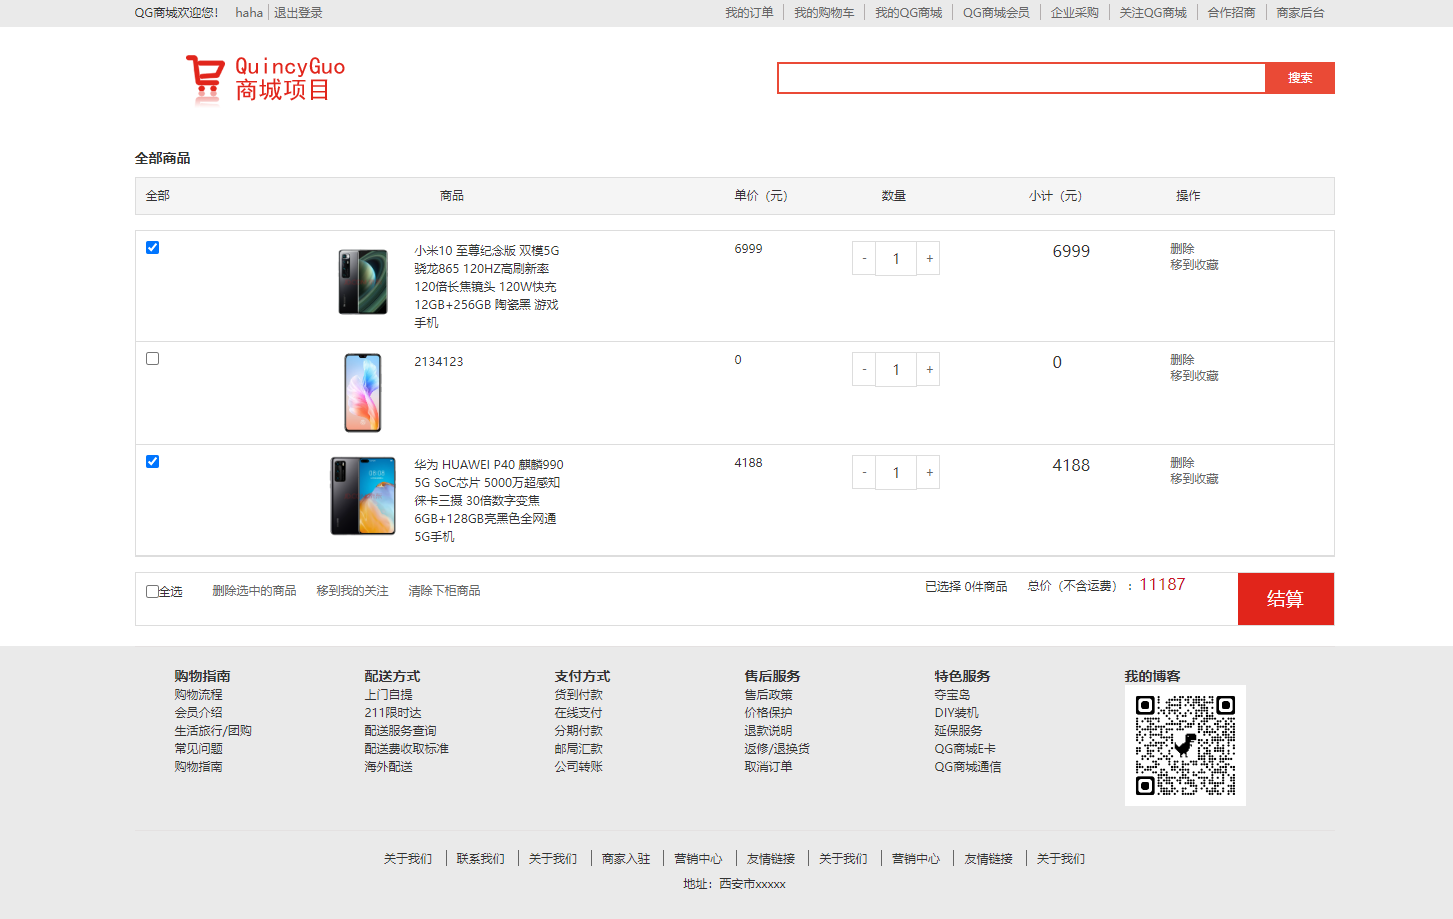 QG商城欢迎您! haha 退出登录 我的订单 我的购物车 我的QG商城 QG商城会员 企业采购 关注QG商城 合作招商 商家后台
QuincyGuo
商城项目
搜索
全部商品
全部 商品 单价（元） 数量 小计（元） 操作
小米10 至尊纪念版 双模5G 6999 - 1 + 6999 删除
骁龙865 120HZ高刷新率 移到收藏
120倍长焦镜头 120W快充
12GB+256GB 陶瓷黑 游戏
手机
2134123 0 - 1 + 0 删除
移到收藏
华为 HUAWEI P40 麒麟990 4188 - 1 + 4188 删除
5G SoC芯片 5000万超感知 移到收藏
徕卡三摄 30倍数字变焦
6GB+128GB亮黑色全网通
5G手机
全选 删除选中的商品 移到我的关注 清除下柜商品 已选择 0件商品 总价（不含运费）：11187 结算
购物指南 配送方式 支付方式 售后服务 特色服务 我的博客
购物流程 上门自提 货到付款 售后政策 夺宝岛
会员介绍 211限时达 在线支付 价格保护 DIY装机
生活旅行/团购 配送服务查询 分期付款 退款说明 延保服务
常见问题 配送费收取标准 邮局汇款 返修/退换货 QG商城E卡
购物指南 海外配送 公司转账 取消订单 QG商城通信
关于我们 联系我们 关于我们 商家入驻 营销中心 友情链接 关于我们 营销中心 友情链接 关于我们
地址：西安市xxxxx